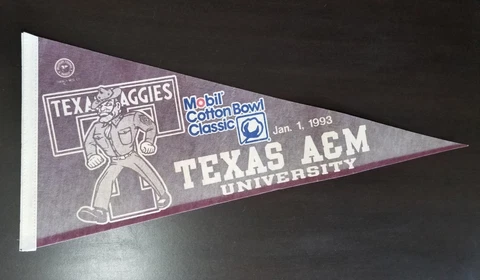 TEXAS AGGIES
Mobil
Cotton Bowl
Classic
Jan. 1, 1993
TEXAS A&M
UNIVERSITY